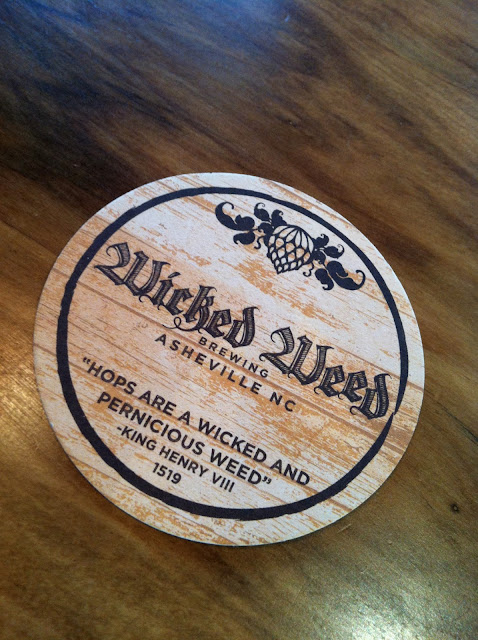 Wicked Weed
BREWING
ASHEVILLE NC
"HOPS ARE A WICKED AND
PERNICIOUS WEED"
-KING HENRY VIII
1519